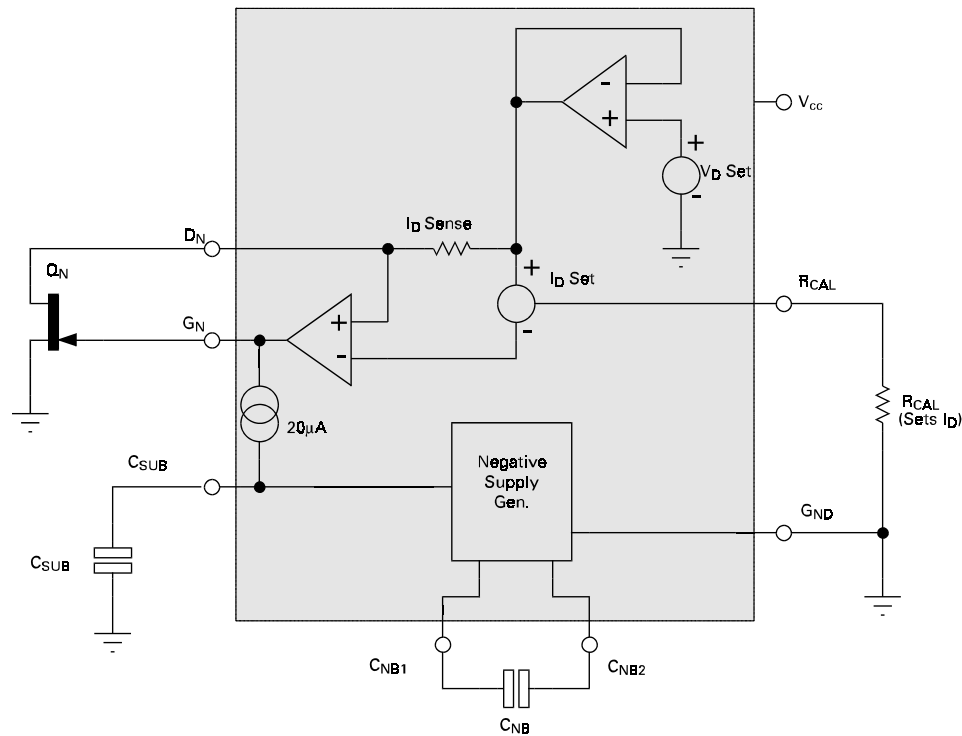 -
+
Vcc
+
VD Set
-
ID Sense
DN
QN
+
ID Set
-
RCAL
GN
+
-
RCAL
(Sets ID)
20µA
CSUB
Negative
Supply
Gen.
GND
CSUB
CNB1
CNB2
CNB